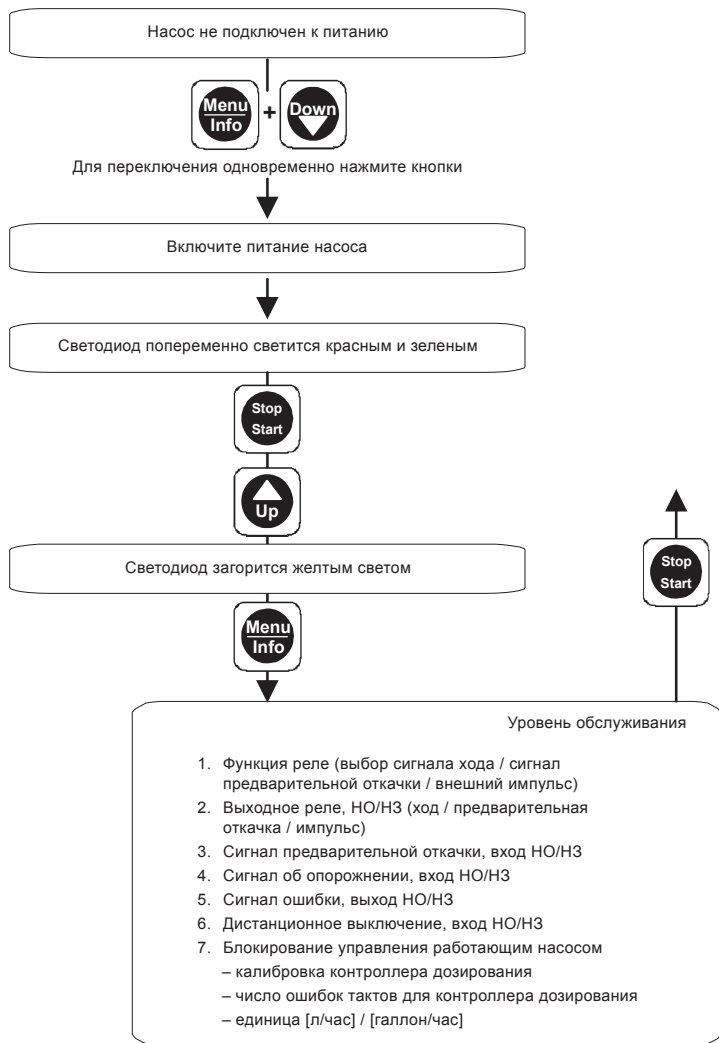 Насос не подключен к питанию
Menu
Info
+
Down
Для переключения одновременно нажмите кнопки
Включите питание насоса
Светодиод попеременно светится красным и зеленым
Stop
Start
Up
Светодиод загорится желтым светом
Menu
Info
Stop
Start
Уровень обслуживания
1. Функция реле (выбор сигнала хода / сигнал
предварительной откачки / внешний импульс)
2. Выходное реле, НО/НЗ (ход / предварительная
откачка / импульс)
3. Сигнал предварительной откачки, вход НО/НЗ
4. Сигнал об опорожнении, вход НО/НЗ
5. Сигнал ошибки, выход НО/НЗ
6. Дистанционное выключение, вход НО/НЗ
7. Блокирование управления работающим насосом
– калибровка контроллера дозирования
– число ошибок тактов для контроллера дозирования
– единица [л/час] / [галлон/час]